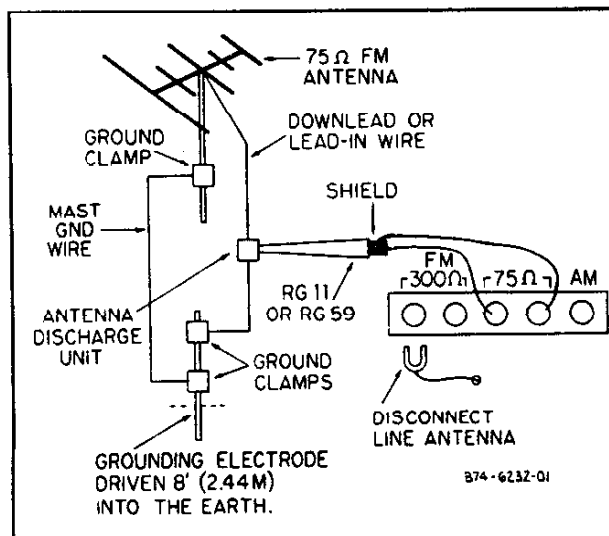 75Ω FM
ANTENNA
GROUND
CLAMP
DOWNLEAD OR
LEAD-IN WIRE
MAST
GND
WIRE
SHIELD
FM
300Ω
75Ω
AM
RG 11
OR RG 59
ANTENNA
DISCHARGE
UNIT
GROUND
CLAMPS
DISCONNECT
LINE ANTENNA
GROUNDING ELECTRODE
DRIVEN 8' (2.44M)
INTO THE EARTH.
B74-6232-01